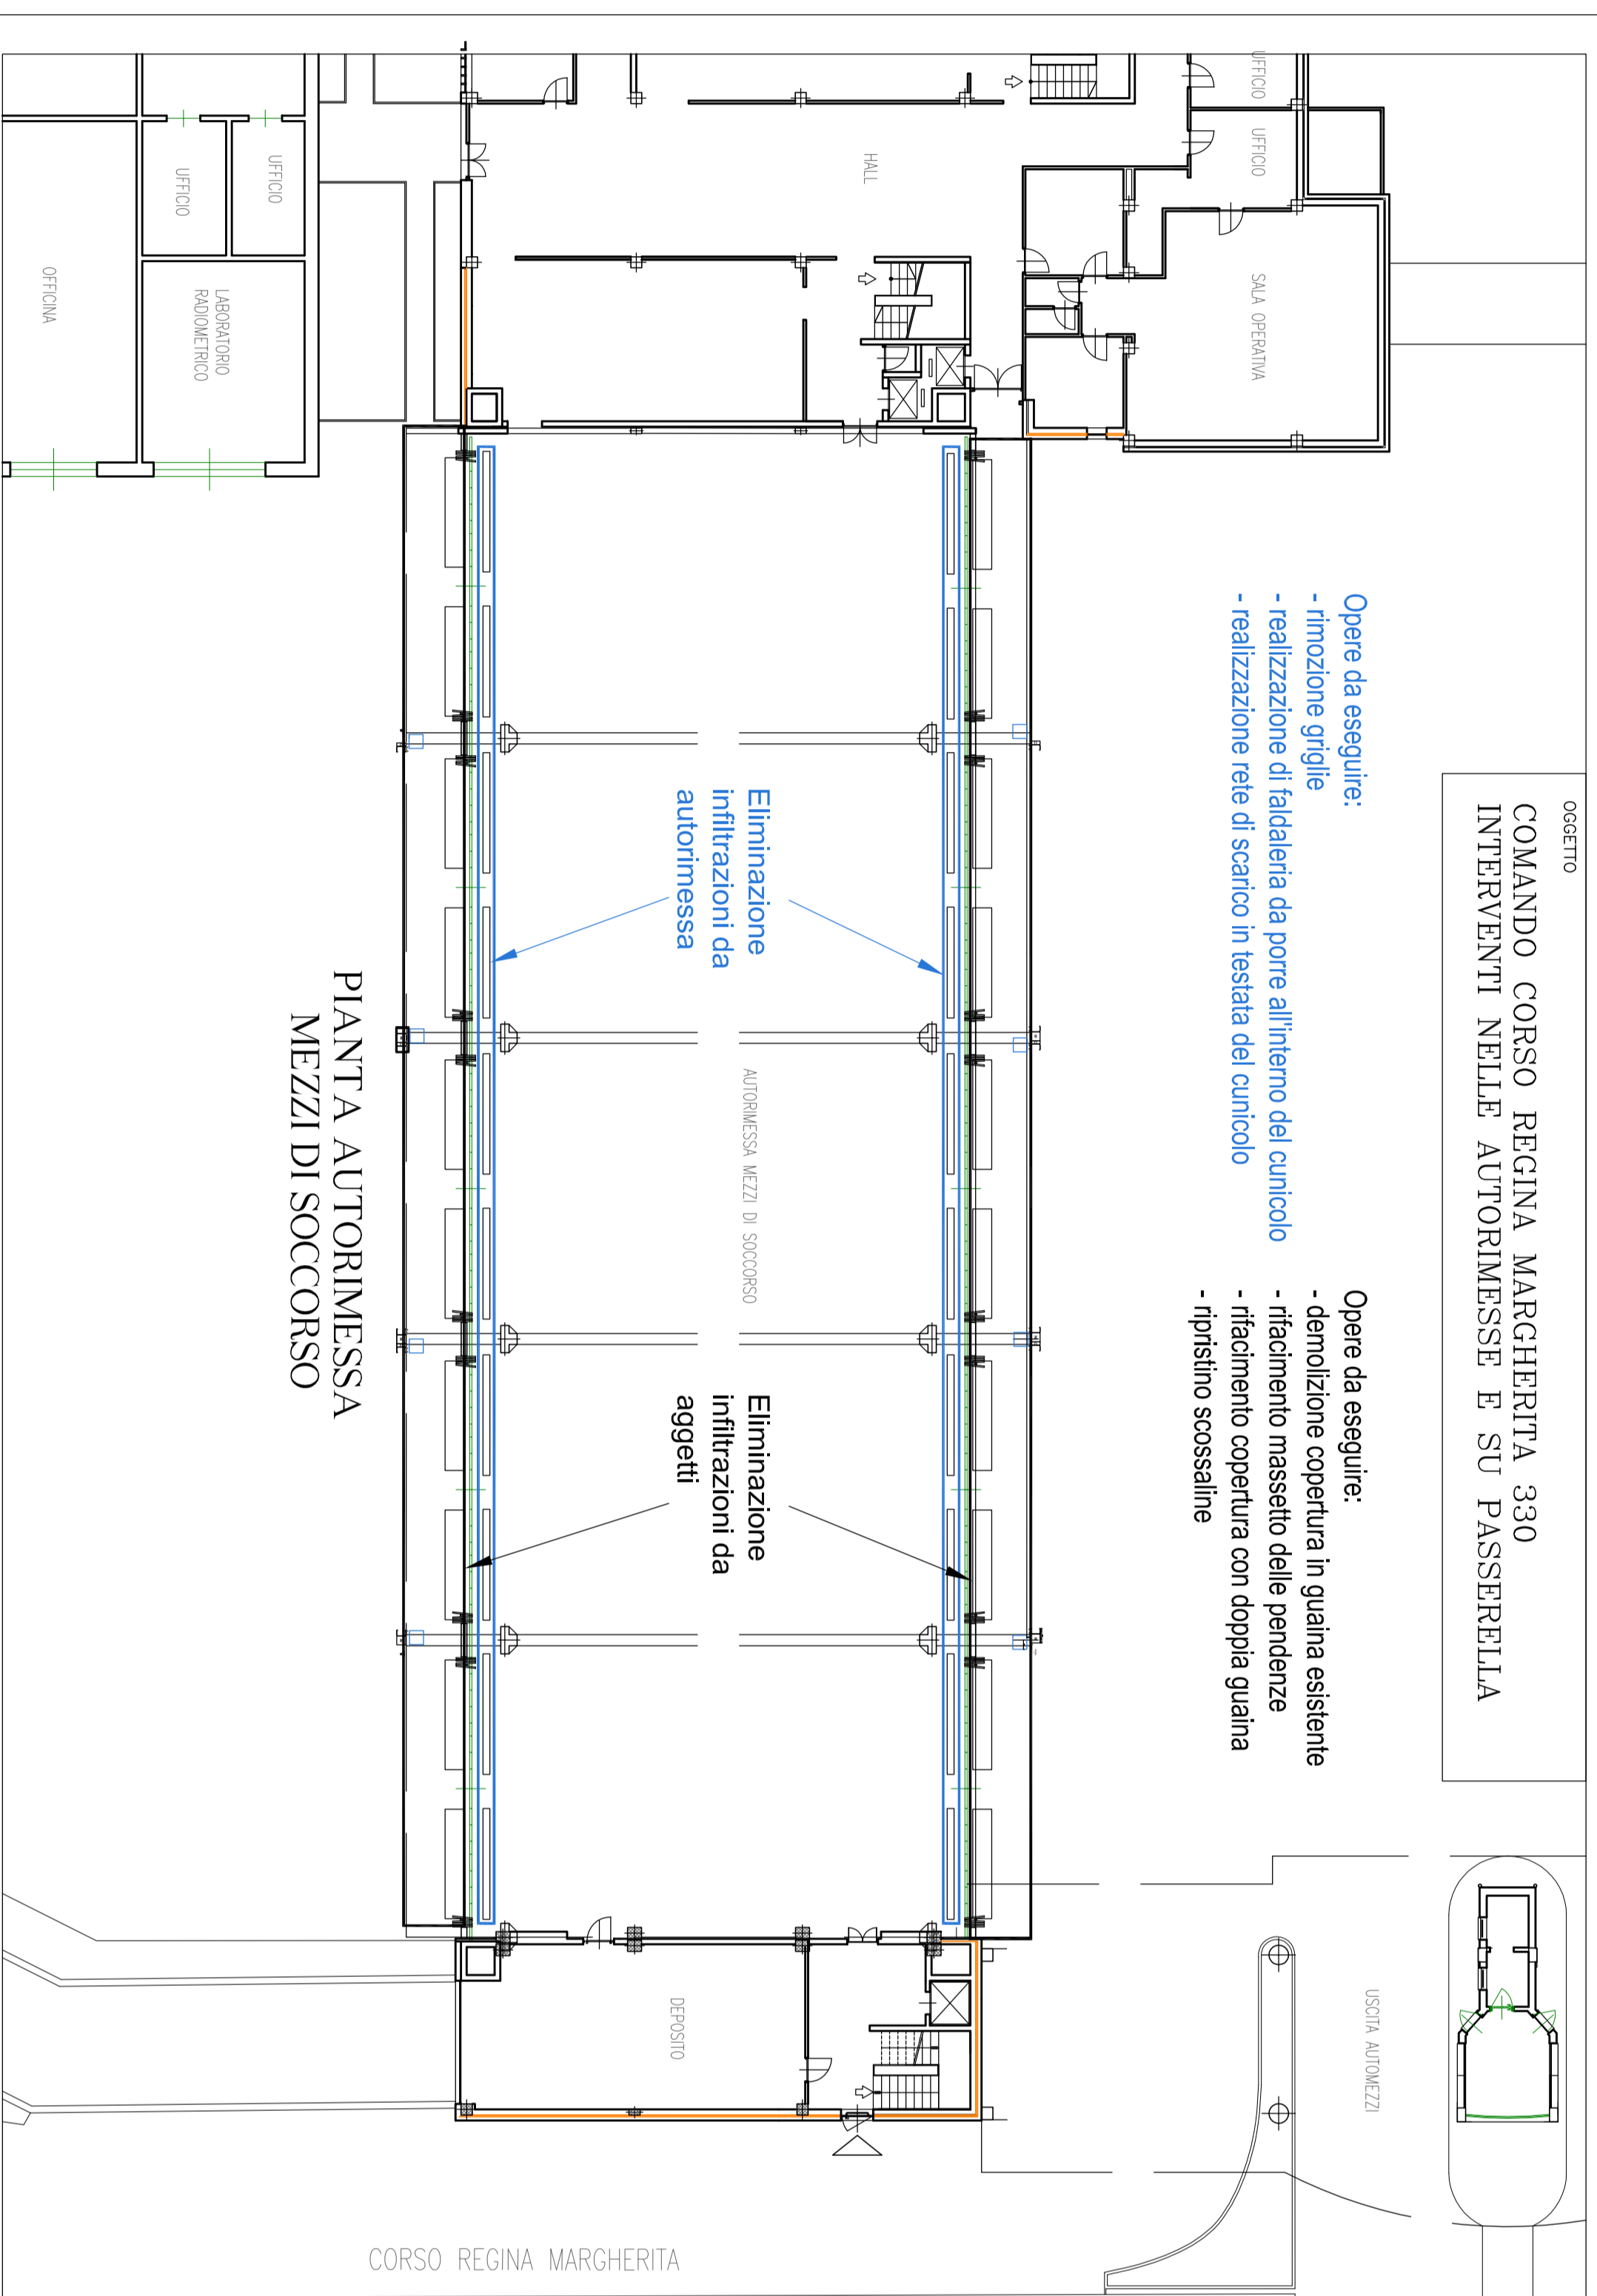 OGGETTO
COMANDO CORSO REGINA MARGHERITA 330
INTERVENTI NELLE AUTORIMESSE E SU PASSERELLA
Opere da eseguire:
- rimozione griglie
- realizzazione di faldaleria da porre all'interno del cunicolo
- realizzazione rete di scarico in testata del cunicolo
Opere da eseguire:
- demolizione copertura in guaina esistente
- rifacimento massetto delle pendenze
- rifacimento copertura con doppia guaina
- ripristino scossaline
USCITA AUTOMEZZI
UFFICIO
UFFICIO
SALA OPERATIVA
HALL
Eliminazione
infiltrazioni da
autorimessa
AUTORIMESSA MEZZI DI SOCCORSO
Eliminazione
infiltrazioni da
aggetti
DEPOSITO
UFFICIO
UFFICIO
LABORATORIO
RADIOMETRICO
OFFICINA
PIANTA AUTORIMESSA
MEZZI DI SOCCORSO
CORSO REGINA MARGHERITA